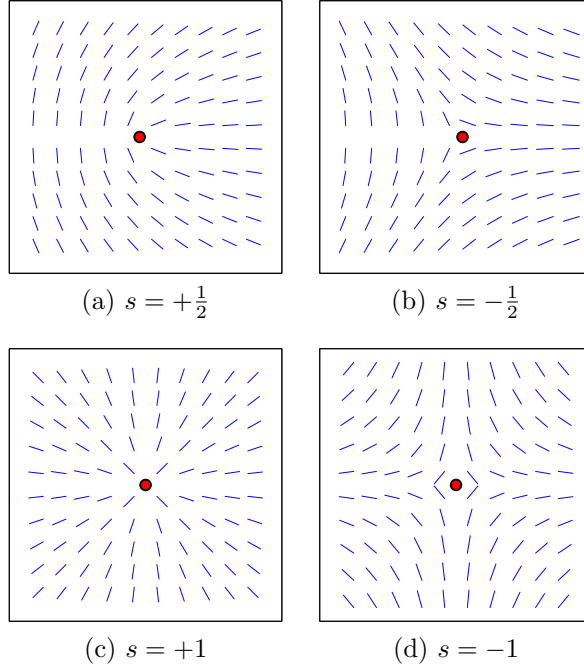 (a) s = +1/2
(b) s = −1/2
(c) s = +1
(d) s = −1